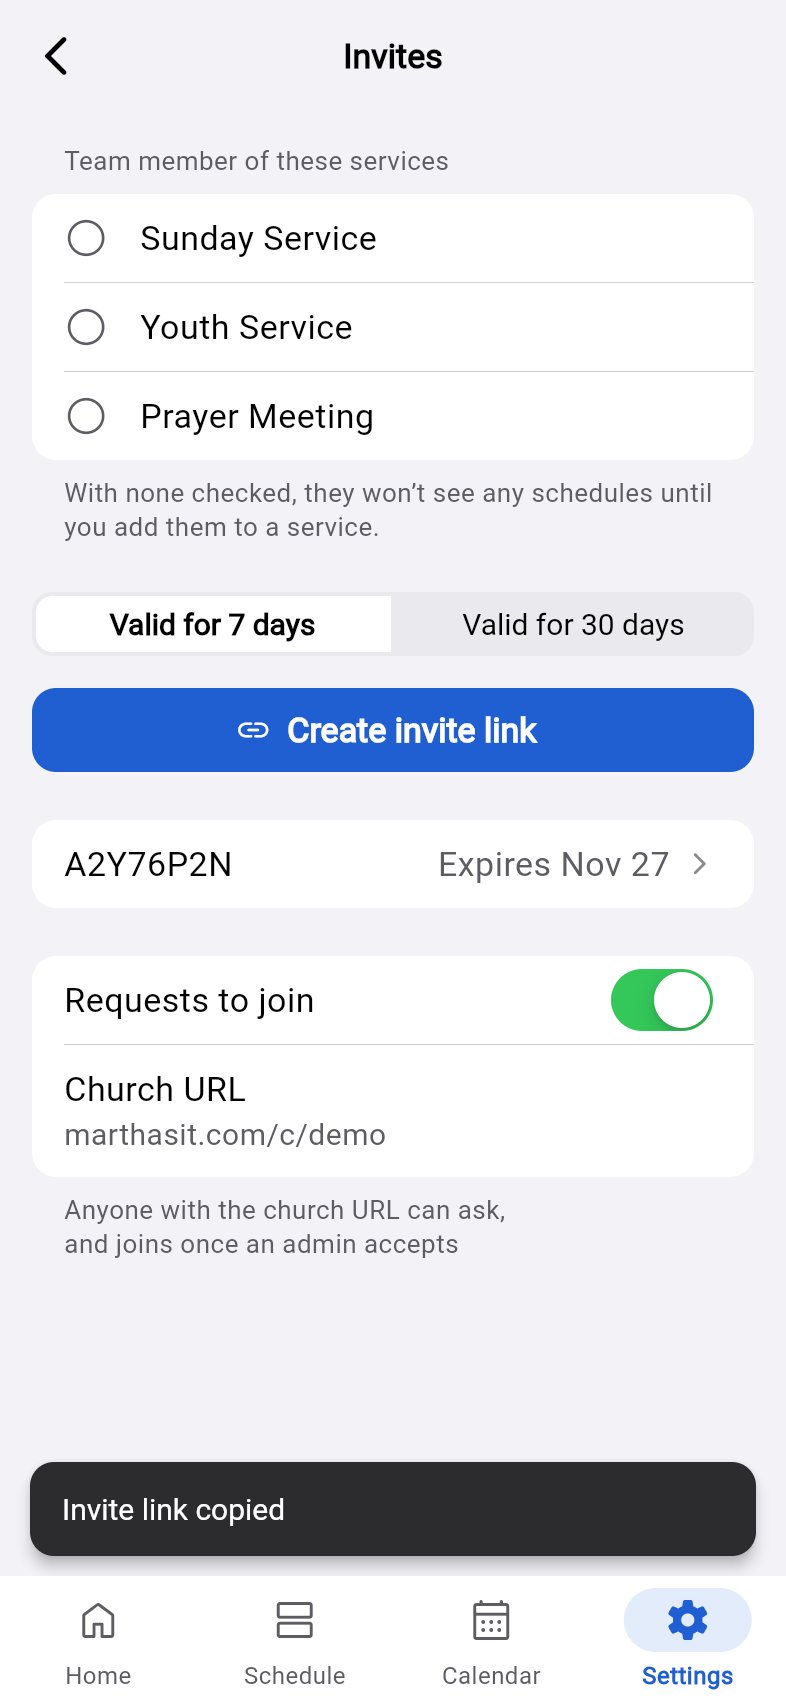 Invites
Team member of these services
Sunday Service
Youth Service
Prayer Meeting
With none checked, they won’t see any schedules until
you add them to a service.
Valid for 7 days
Valid for 30 days
Create invite link
A2Y76P2N
Expires Nov 27
Requests to join
Church URL
marthasit.com/c/demo
Anyone with the church URL can ask,
and joins once an admin accepts
Invite link copied
Home
Schedule
Calendar
Settings